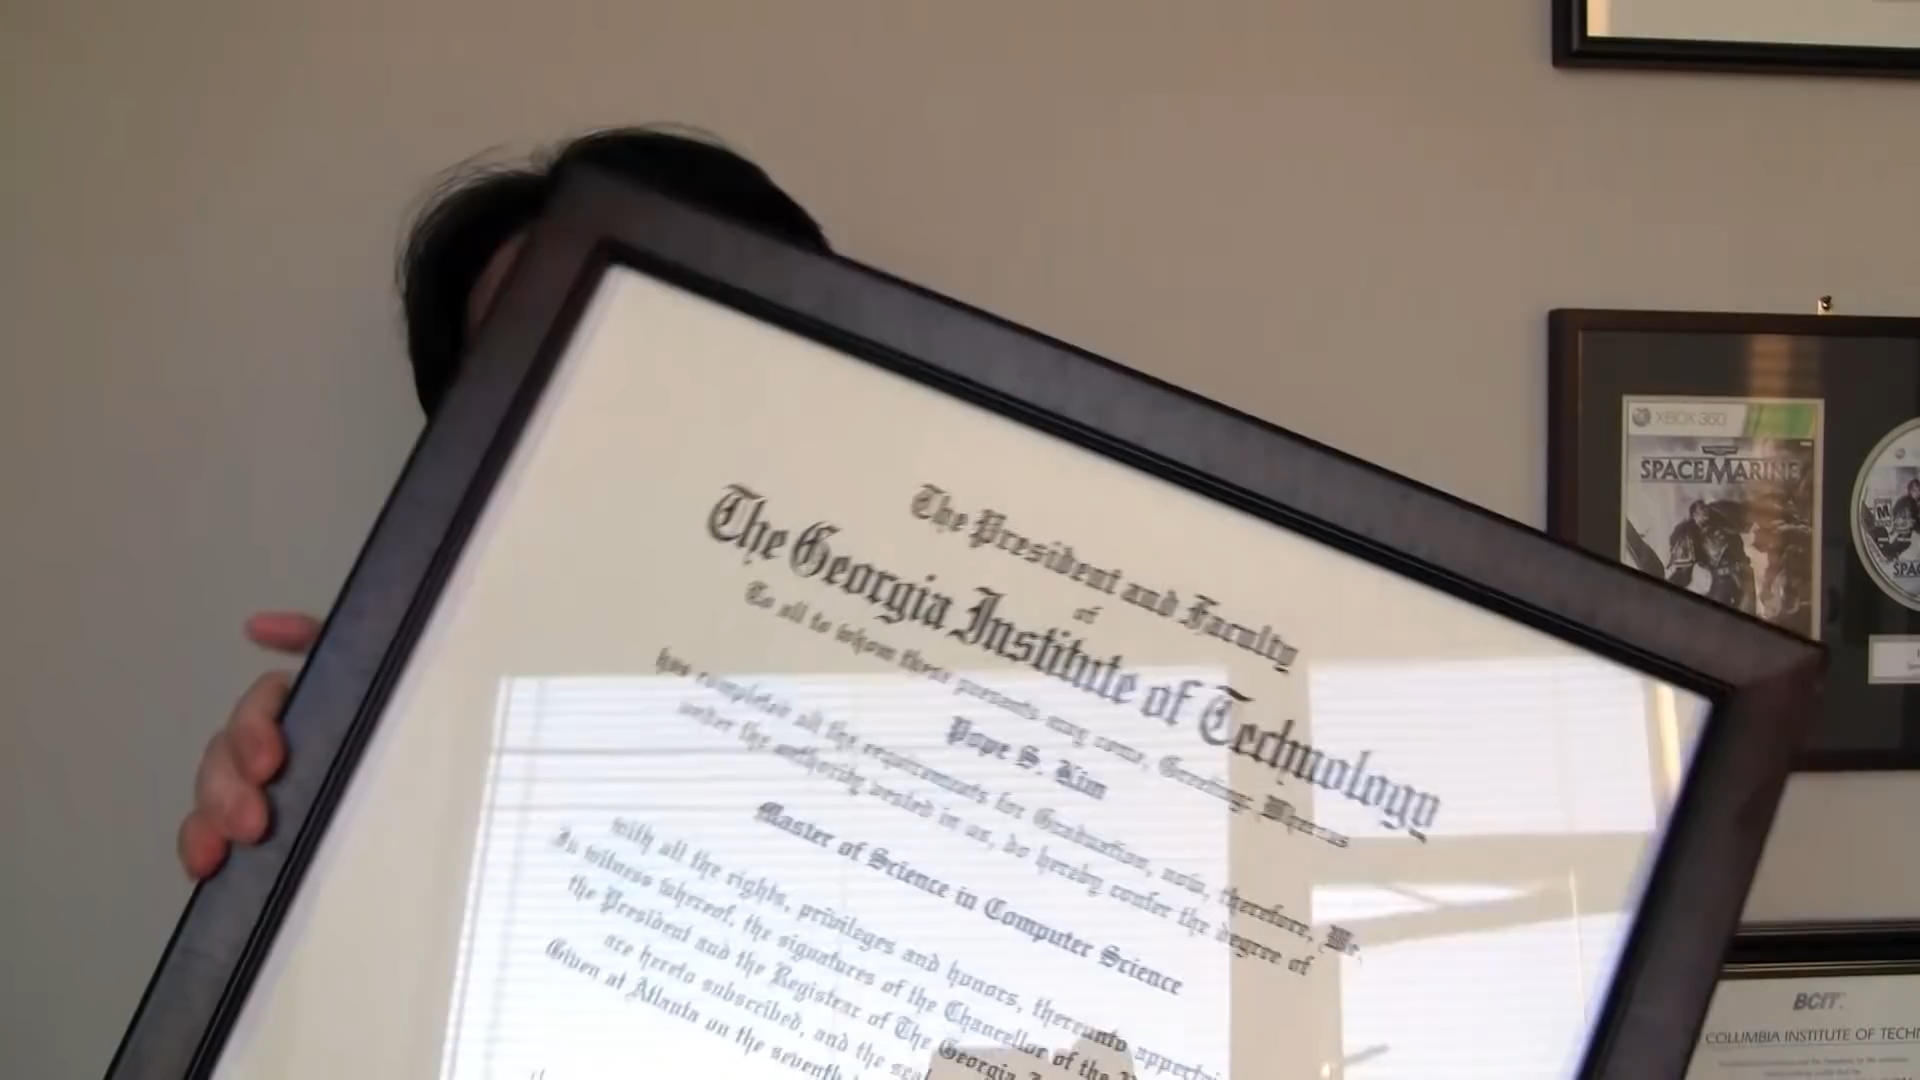 The President and Faculty
of
The Georgia Institute of Technology
To all to whom these presents may come, Greeting: Whereas
Pope S. Kim
has completed all the requirements for Graduation, now, therefore, We,
under the authority vested in us, do hereby confer the degree of
Master of Science in Computer Science
with all the rights, privileges and honors, thereunto
In witness whereof, the signatures of the Chancellor of the
the President and the Registrar of The Georgia
are hereto subscribed, and the
Given at Atlanta on the seventh
XBOX 360
SPACE MARINE
M
BCIT
COLUMBIA INSTITUTE OF